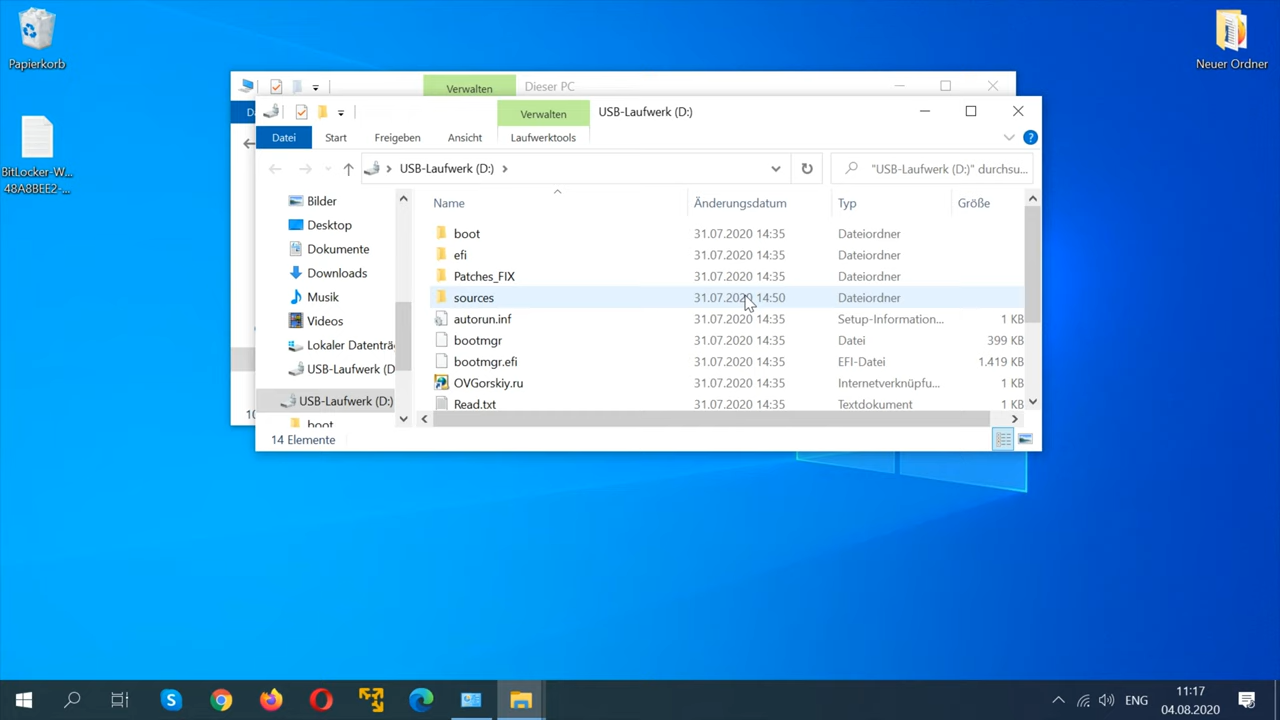 Papierkorb
Neuer Ordner
BitLocker-W...
48A8BEE2-...
Verwalten
Dieser PC
Verwalten
USB-Laufwerk (D:)
Datei
Start
Freigeben
Ansicht
Laufwerktools
USB-Laufwerk (D:)
"USB-Laufwerk (D:)" durchsu...
Name
Änderungsdatum
Typ
Größe
Bilder
Desktop
Dokumente
Downloads
Musik
Videos
Lokaler Datenträ
USB-Laufwerk (D
USB-Laufwerk (D:)
boot
boot 31.07.2020 14:35 Dateiordner
efi 31.07.2020 14:35 Dateiordner
Patches_FIX 31.07.2020 14:35 Dateiordner
sources 31.07.2020 14:50 Dateiordner
autorun.inf 31.07.2020 14:35 Setup-Information... 1 KB
bootmgr 31.07.2020 14:35 Datei 399 KB
bootmgr.efi 31.07.2020 14:35 EFI-Datei 1.419 KB
OVGorskiy.ru 31.07.2020 14:35 Internetverknüpfu... 1 KB
Read.txt 31.07.2020 14:35 Textdokument 1 KB
14 Elemente
ENG
11:17
04.08.2020